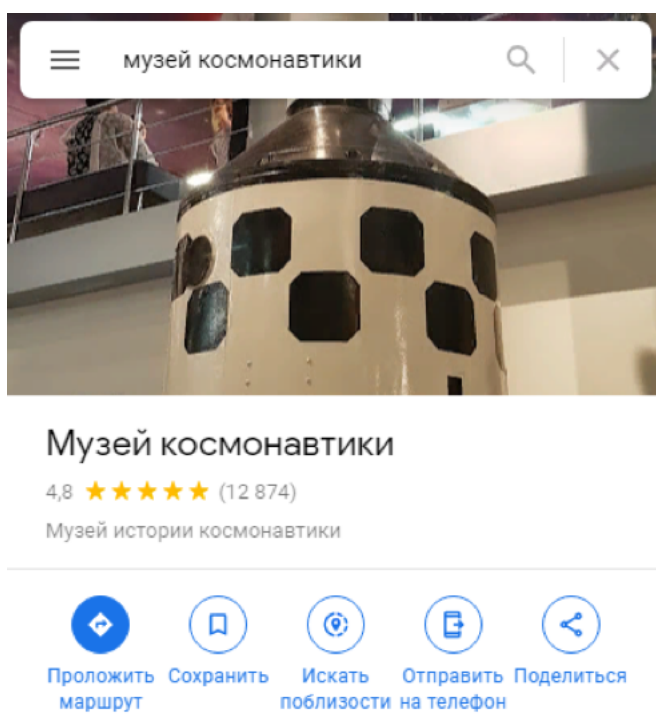 музей космонавтики
Музей космонавтики
4,8 (12 874)
Музей истории космонавтики
Проложить маршрут
Сохранить
Искать поблизости
Отправить на телефон
Поделиться